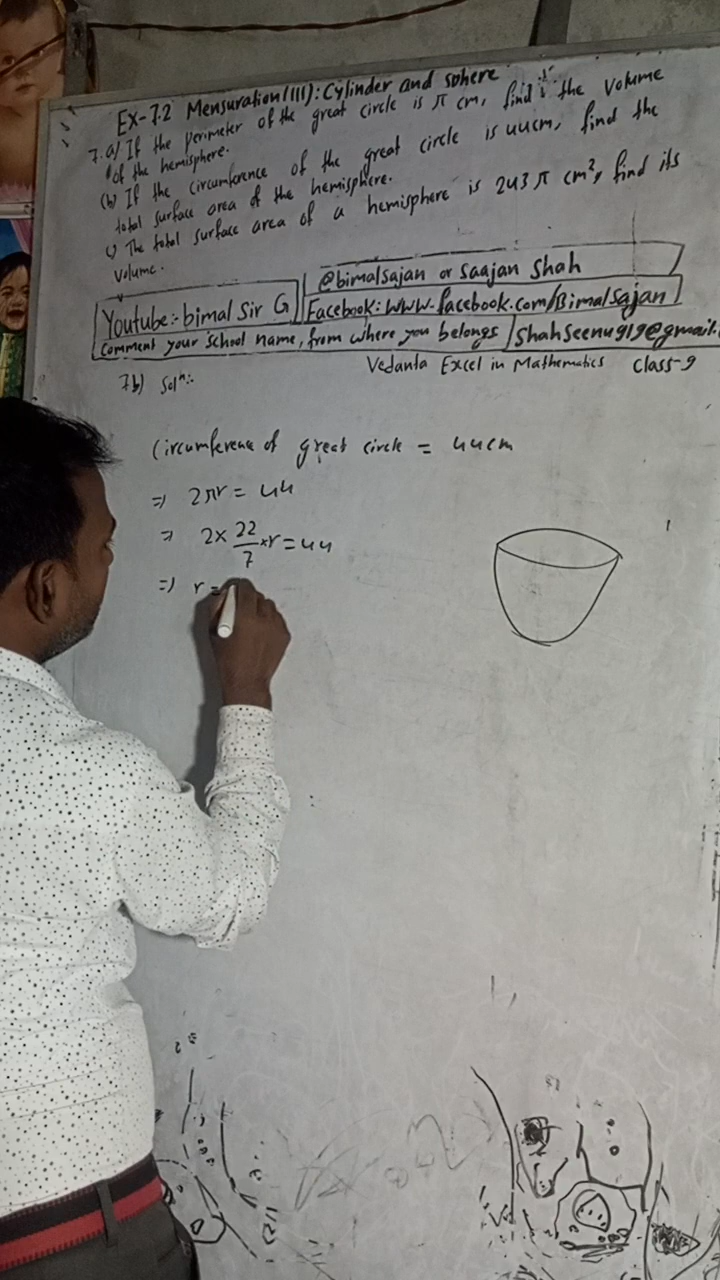 Ex-7.2 Mensuration(III): Cylinder and sphere
7.a) If the perimeter of the great circle is π cm, find the volume
of the hemisphere.
(b) If the circumference of the great circle is 44cm, find the
total surface area of the hemisphere.
c) The total surface area of a hemisphere is 243π cm², find its
volume.
@bimalsajan or Saajan Shah
Youtube:- bimal Sir G
Facebook: www.facebook.com/Bimalsajan
Comment your school name, from where you belongs
Shahseenu919@gmail.
Vedanta Excel in Mathematics Class-9
7b) Solⁿ:-
Circumference of great circle = 44cm
⇒ 2πr = 44
⇒ 2× 22/7 ×r = 44
⇒ r =